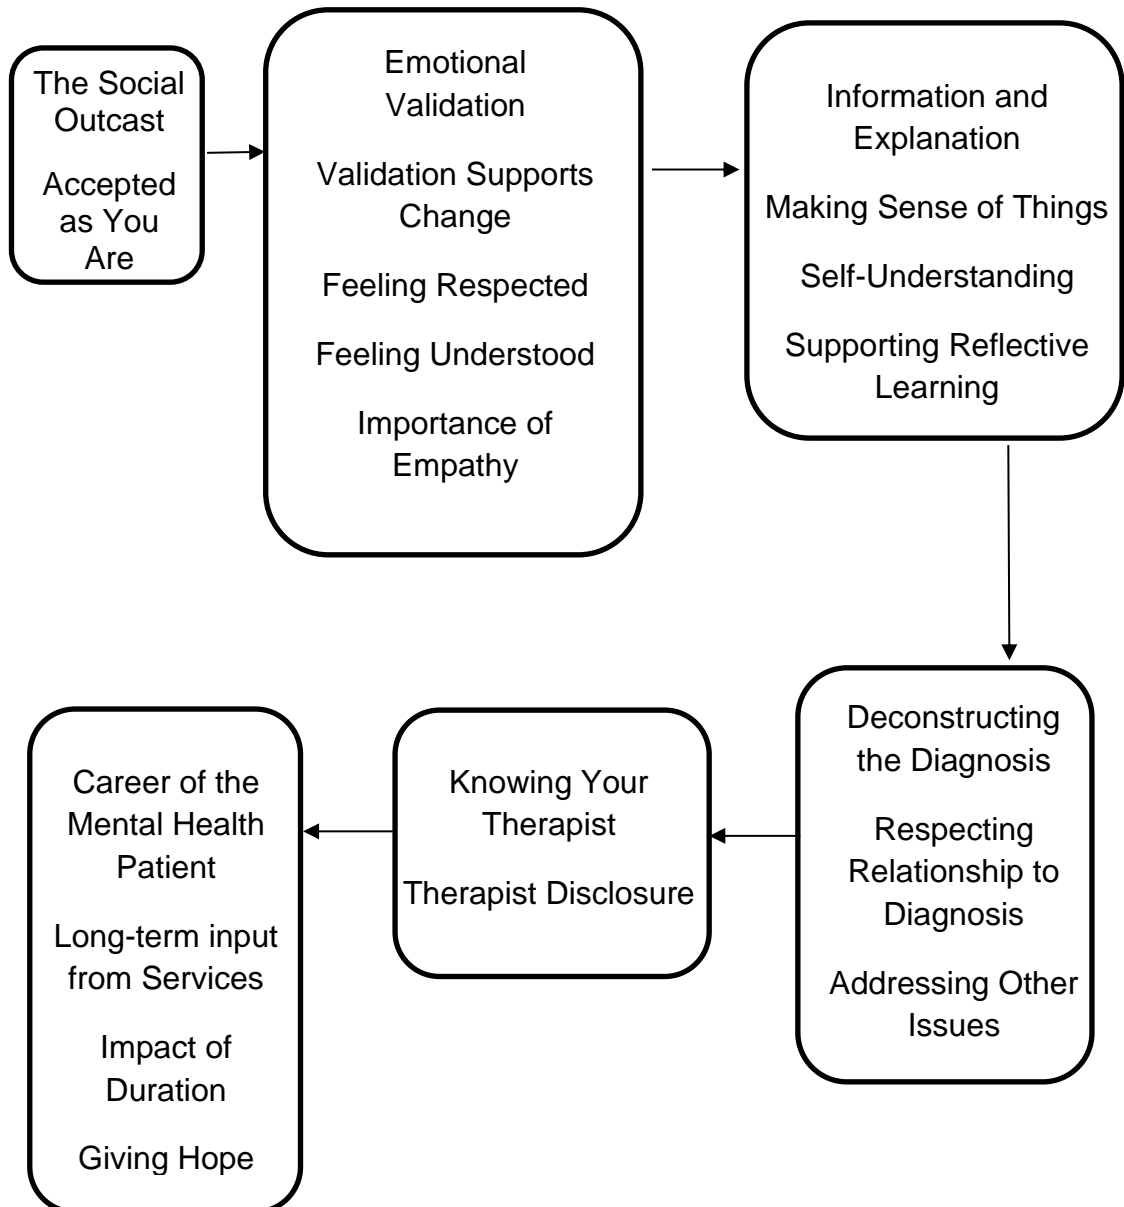 The Social
Outcast
Accepted
as You
Are
Emotional
Validation
Validation Supports
Change
Feeling Respected
Feeling Understood
Importance of
Empathy
Information and
Explanation
Making Sense of Things
Self-Understanding
Supporting Reflective
Learning
Deconstructing
the Diagnosis
Respecting
Relationship to
Diagnosis
Addressing Other
Issues
Knowing Your
Therapist
Therapist Disclosure
Career of the
Mental Health
Patient
Long-term input
from Services
Impact of
Duration
Giving Hope